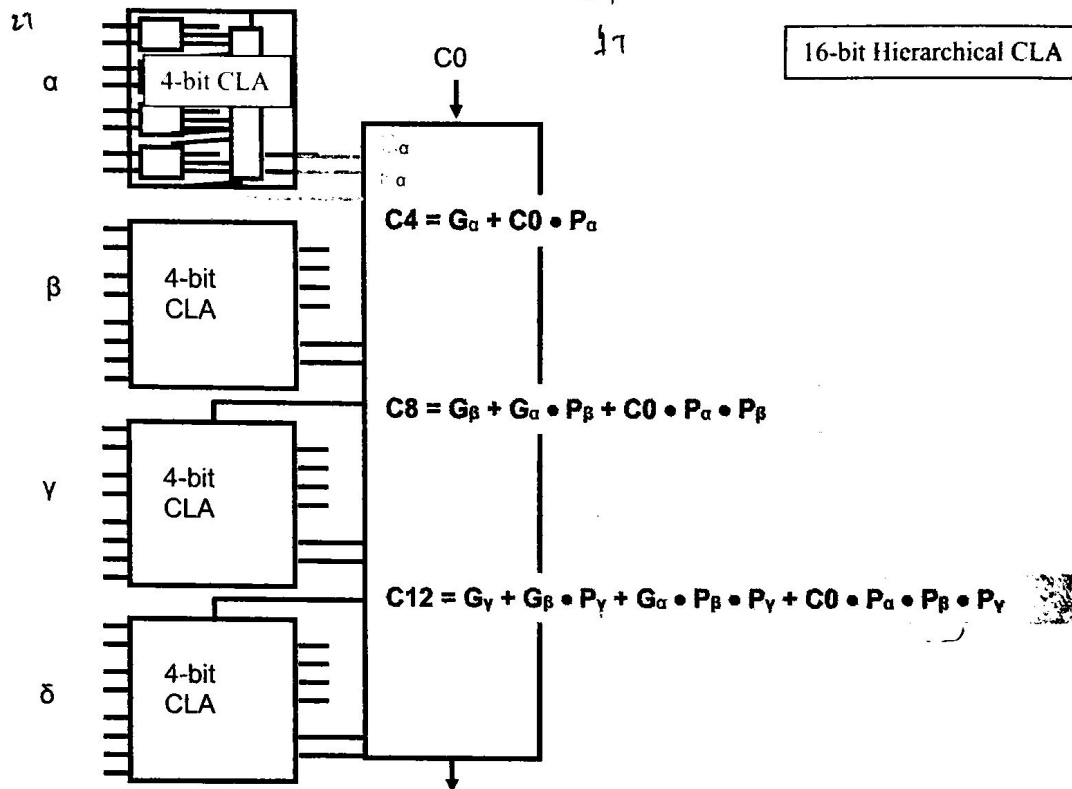 27
16-bit Hierarchical CLA
C0
α
4-bit CLA
α
α
C4 = Gα + C0 • Pα
β
4-bit
CLA
C8 = Gβ + Gα • Pβ + C0 • Pα • Pβ
γ
4-bit
CLA
C12 = Gγ + Gβ • Pγ + Gα • Pβ • Pγ + C0 • Pα • Pβ • Pγ
δ
4-bit
CLA